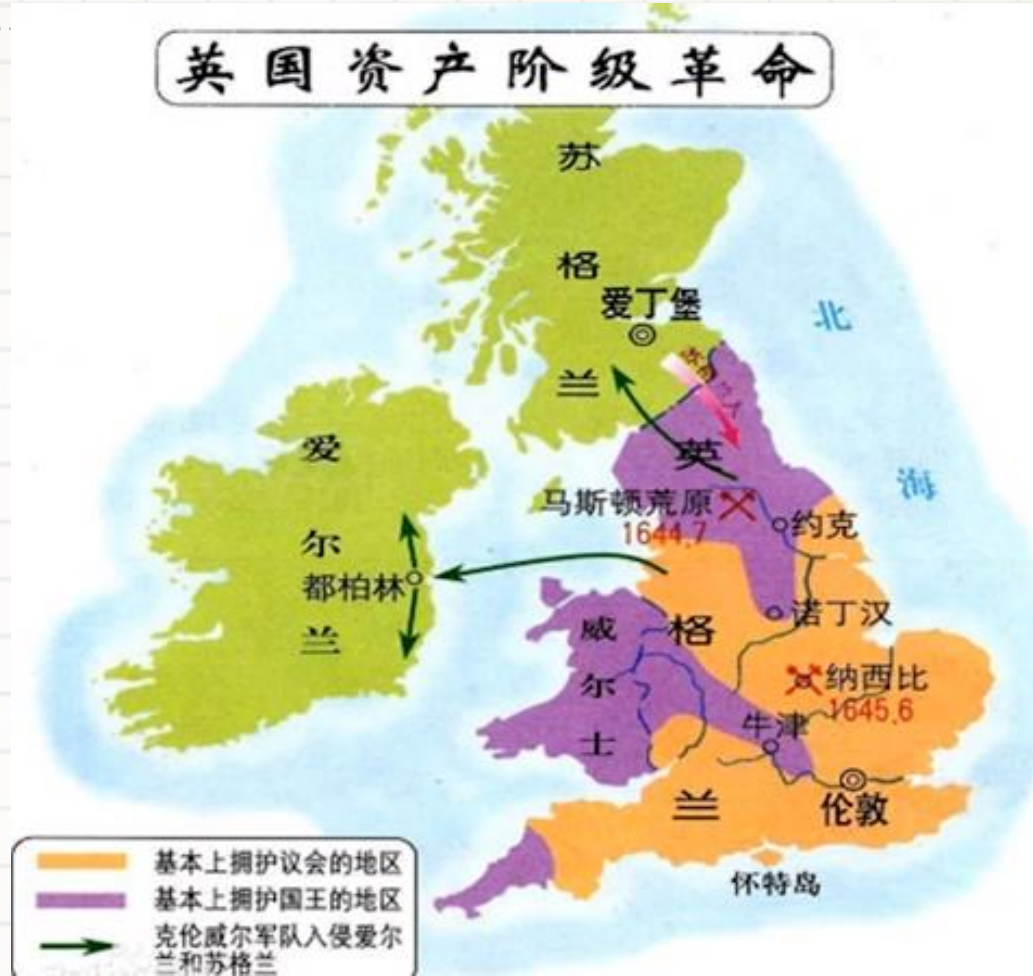 英国资产阶级革命
苏格兰
爱丁堡
北海
爱尔兰
都柏林
英格兰
马斯顿荒原
1644.7
约克
诺丁汉
威尔士
纳西比
1645.6
牛津
伦敦
怀特岛
基本上拥护议会的地区
基本上拥护国王的地区
克伦威尔军队入侵爱尔
兰和苏格兰